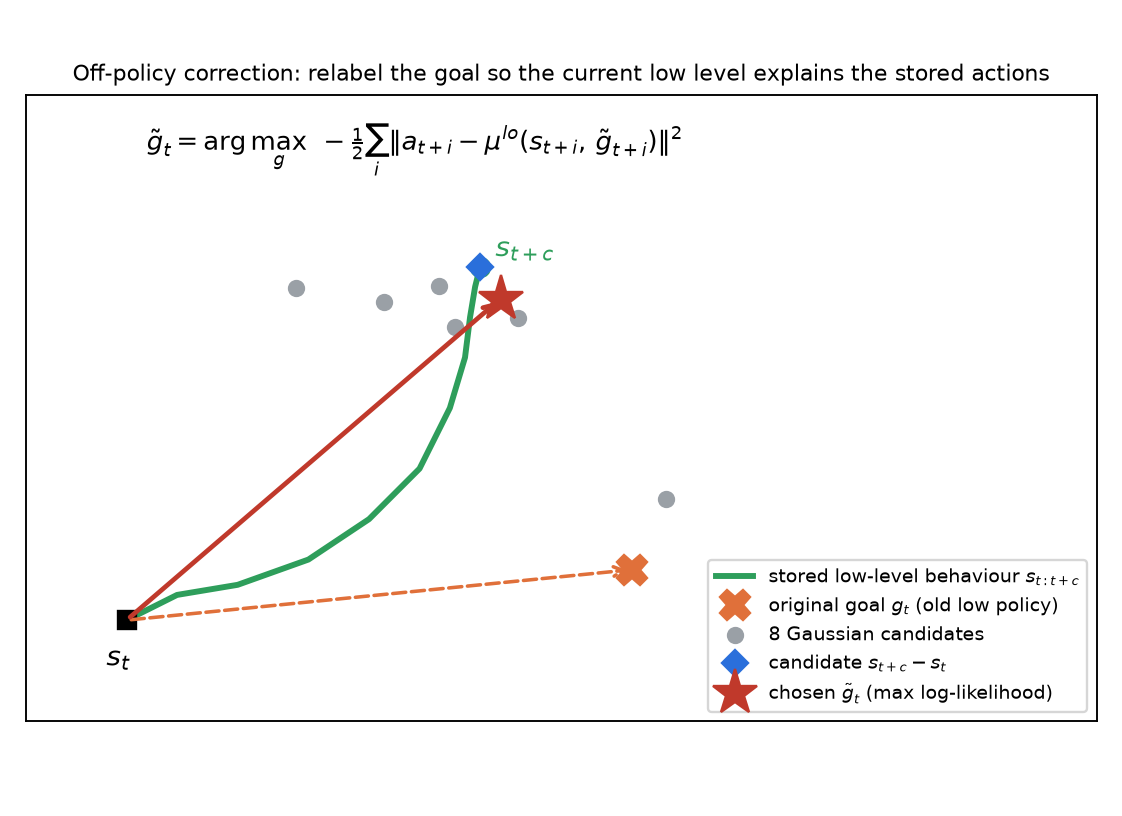 Off-policy correction: relabel the goal so the current low level explains the stored actions
g̃_t = arg max_g − ½ ∑_i ‖a_{t+i} − μ^{lo}(s_{t+i}, g̃_{t+i})‖²
s_{t+c}
s_t
stored low-level behaviour s_{t:t+c}
original goal g_t (old low policy)
8 Gaussian candidates
candidate s_{t+c} − s_t
chosen g̃_t (max log-likelihood)